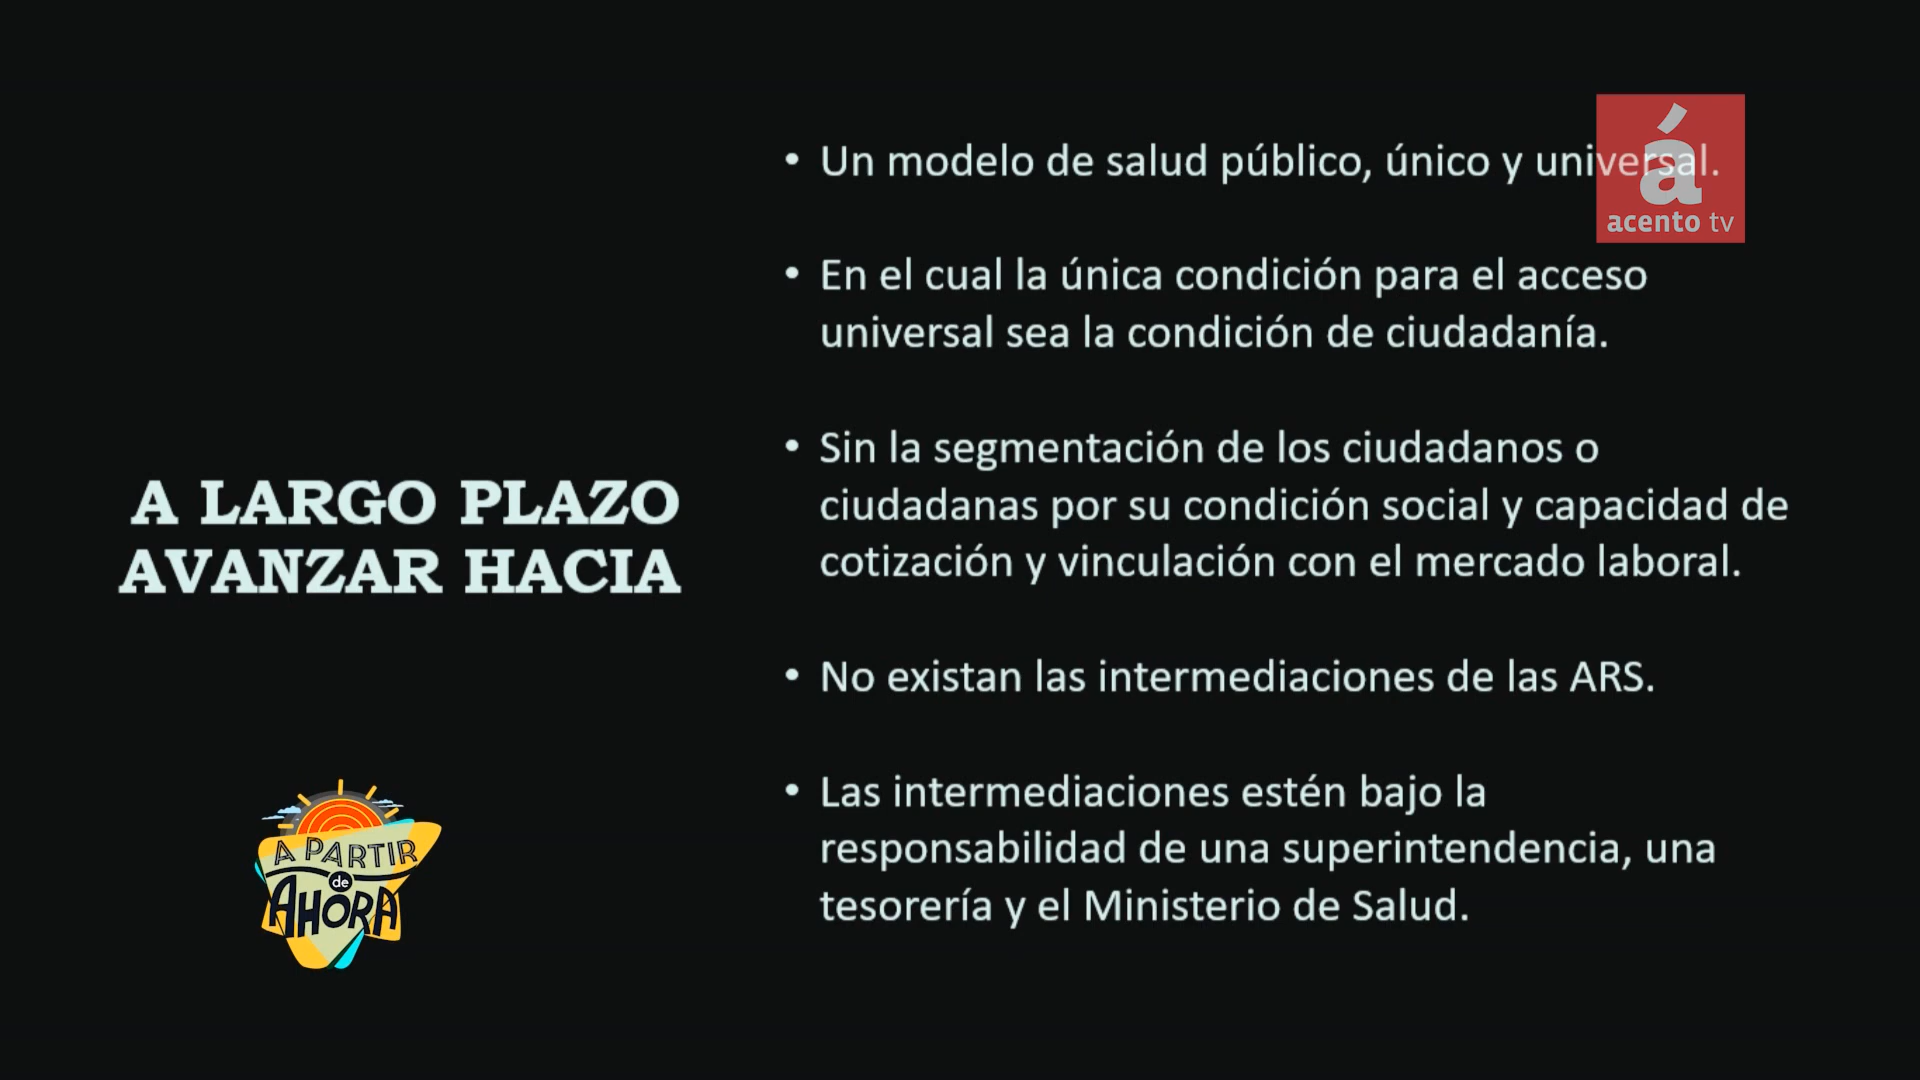 A LARGO PLAZO
AVANZAR HACIA
• Un modelo de salud público, único y universal.
• En el cual la única condición para el acceso
universal sea la condición de ciudadanía.
• Sin la segmentación de los ciudadanos o
ciudadanas por su condición social y capacidad de
cotización y vinculación con el mercado laboral.
• No existan las intermediaciones de las ARS.
• Las intermediaciones estén bajo la
responsabilidad de una superintendencia, una
tesorería y el Ministerio de Salud.
á
acento tv
A PARTIR
de
AHORA